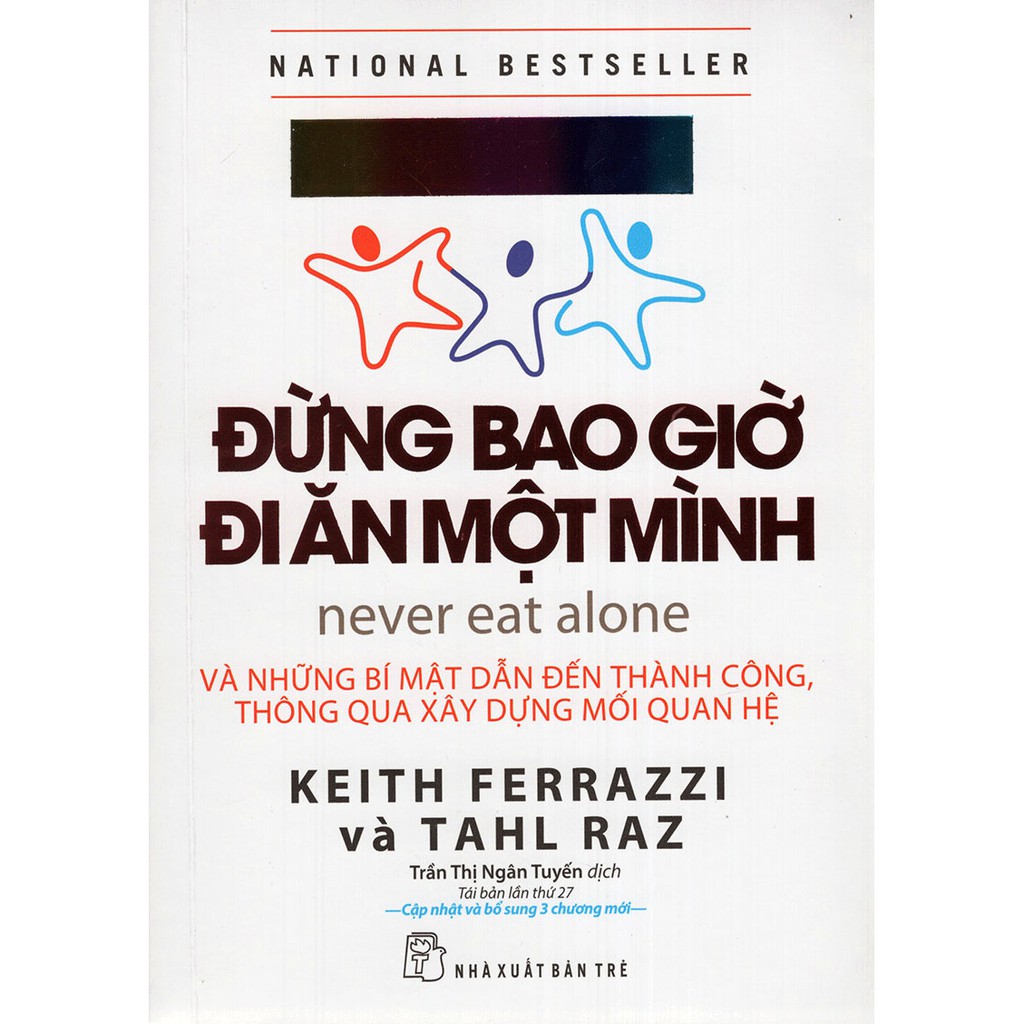 NATIONAL BESTSELLER
ĐỪNG BAO GIỜ
ĐI ĂN MỘT MÌNH
never eat alone
VÀ NHỮNG BÍ MẬT DẪN ĐẾN THÀNH CÔNG,
THÔNG QUA XÂY DỰNG MỐI QUAN HỆ
KEITH FERRAZZI
và TAHL RAZ
Trần Thị Ngân Tuyến dịch
Tái bản lần thứ 27
—Cập nhật và bổ sung 3 chương mới—
NHÀ XUẤT BẢN TRẺ